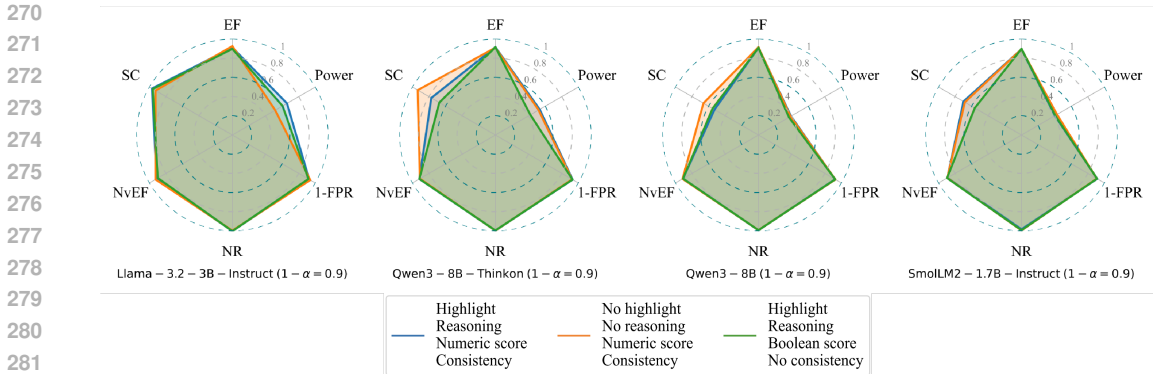 270
271
272
273
274
275
276
277
278
279
280
281
EF
Power
1-FPR
NR
NvEF
SC
1
0.8
0.6
0.4
0.2
Llama − 3.2 − 3B − Instruct (1 − α = 0.9)
EF
Power
1-FPR
NR
NvEF
SC
1
0.8
0.6
0.4
0.2
Qwen3 − 8B − Thinkon (1 − α = 0.9)
EF
Power
1-FPR
NR
NvEF
SC
1
0.8
0.6
0.4
0.2
Qwen3 − 8B (1 − α = 0.9)
EF
Power
1-FPR
NR
NvEF
SC
1
0.8
0.6
0.4
0.2
SmolLM2 − 1.7B − Instruct (1 − α = 0.9)
Highlight
Reasoning
Numeric score
Consistency
No highlight
No reasoning
Numeric score
Consistency
Highlight
Reasoning
Boolean score
No consistency